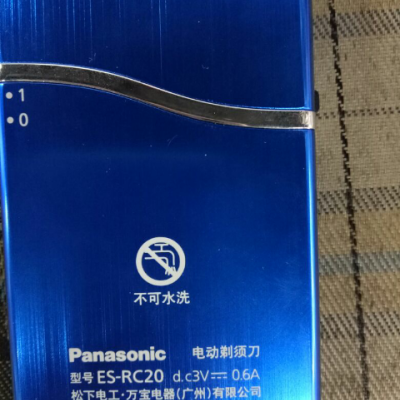 • 1
• 0
不可水洗
Panasonic 电动剃须刀
型号 ES-RC20 d.c3V⎓ 0.6A
松下电工·万宝电器(广州)有限公司